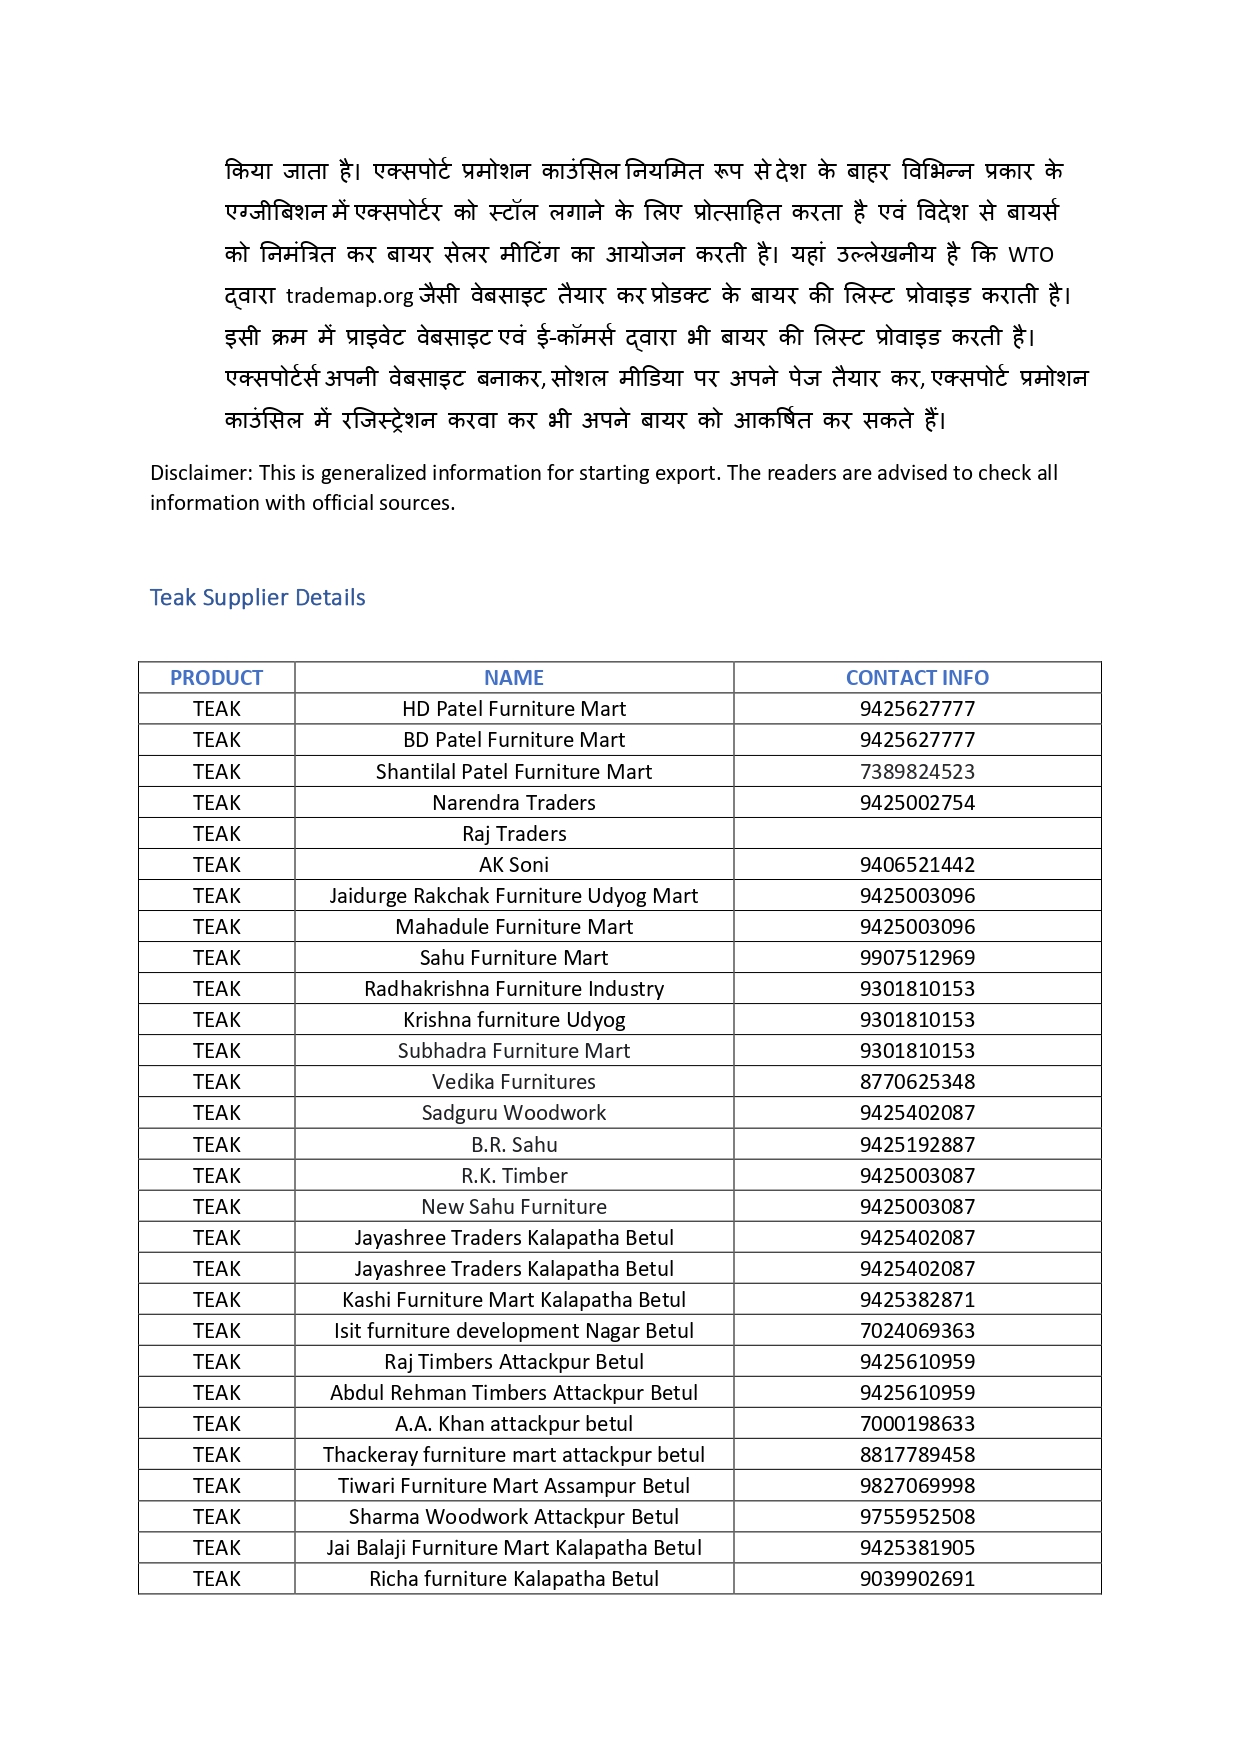 किया जाता है। एक्सपोर्ट प्रमोशन काउंसिल नियमित रूप से देश के बाहर विभिन्न प्रकार के
एग्जीबिशन में एक्सपोर्टर को स्टॉल लगाने के लिए प्रोत्साहित करता है एवं विदेश से बायर्स
को निमंत्रित कर बायर सेलर मीटिंग का आयोजन करती है। यहां उल्लेखनीय है कि WTO
द्वारा trademap.org जैसी वेबसाइट तैयार कर प्रोडक्ट के बायर की लिस्ट प्रोवाइड कराती है।
इसी क्रम में प्राइवेट वेबसाइट एवं ई-कॉमर्स द्वारा भी बायर की लिस्ट प्रोवाइड करती है।
एक्सपोर्टर्स अपनी वेबसाइट बनाकर, सोशल मीडिया पर अपने पेज तैयार कर, एक्सपोर्ट प्रमोशन
काउंसिल में रजिस्ट्रेशन करवा कर भी अपने बायर को आकर्षित कर सकते हैं।
Disclaimer: This is generalized information for starting export. The readers are advised to check all
information with official sources.
Teak Supplier Details
PRODUCT NAME CONTACT INFO
TEAK HD Patel Furniture Mart 9425627777
TEAK BD Patel Furniture Mart 9425627777
TEAK Shantilal Patel Furniture Mart 7389824523
TEAK Narendra Traders 9425002754
TEAK Raj Traders
TEAK AK Soni 9406521442
TEAK Jaidurge Rakchak Furniture Udyog Mart 9425003096
TEAK Mahadule Furniture Mart 9425003096
TEAK Sahu Furniture Mart 9907512969
TEAK Radhakrishna Furniture Industry 9301810153
TEAK Krishna furniture Udyog 9301810153
TEAK Subhadra Furniture Mart 9301810153
TEAK Vedika Furnitures 8770625348
TEAK Sadguru Woodwork 9425402087
TEAK B.R. Sahu 9425192887
TEAK R.K. Timber 9425003087
TEAK New Sahu Furniture 9425003087
TEAK Jayashree Traders Kalapatha Betul 9425402087
TEAK Jayashree Traders Kalapatha Betul 9425402087
TEAK Kashi Furniture Mart Kalapatha Betul 9425382871
TEAK Isit furniture development Nagar Betul 7024069363
TEAK Raj Timbers Attackpur Betul 9425610959
TEAK Abdul Rehman Timbers Attackpur Betul 9425610959
TEAK A.A. Khan attackpur betul 7000198633
TEAK Thackeray furniture mart attackpur betul 8817789458
TEAK Tiwari Furniture Mart Assampur Betul 9827069998
TEAK Sharma Woodwork Attackpur Betul 9755952508
TEAK Jai Balaji Furniture Mart Kalapatha Betul 9425381905
TEAK Richa furniture Kalapatha Betul 9039902691